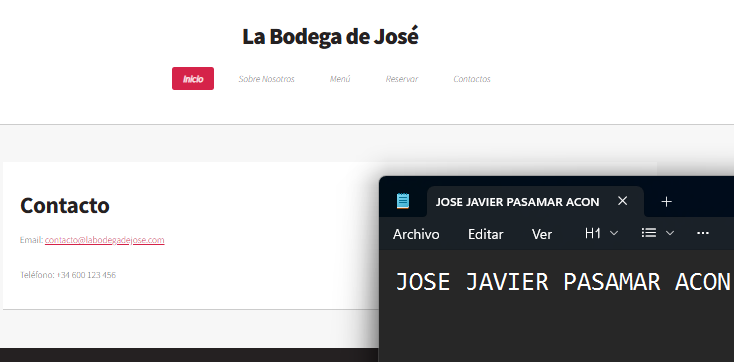 La Bodega de José
Inicio Sobre Nosotros Menú Reservar Contactos
Contacto
Email: contacto@labodegadejose.com
Teléfono: +34 600 123 456
JOSE JAVIER PASAMAR ACON
Archivo Editar Ver H1
JOSE JAVIER PASAMAR ACON